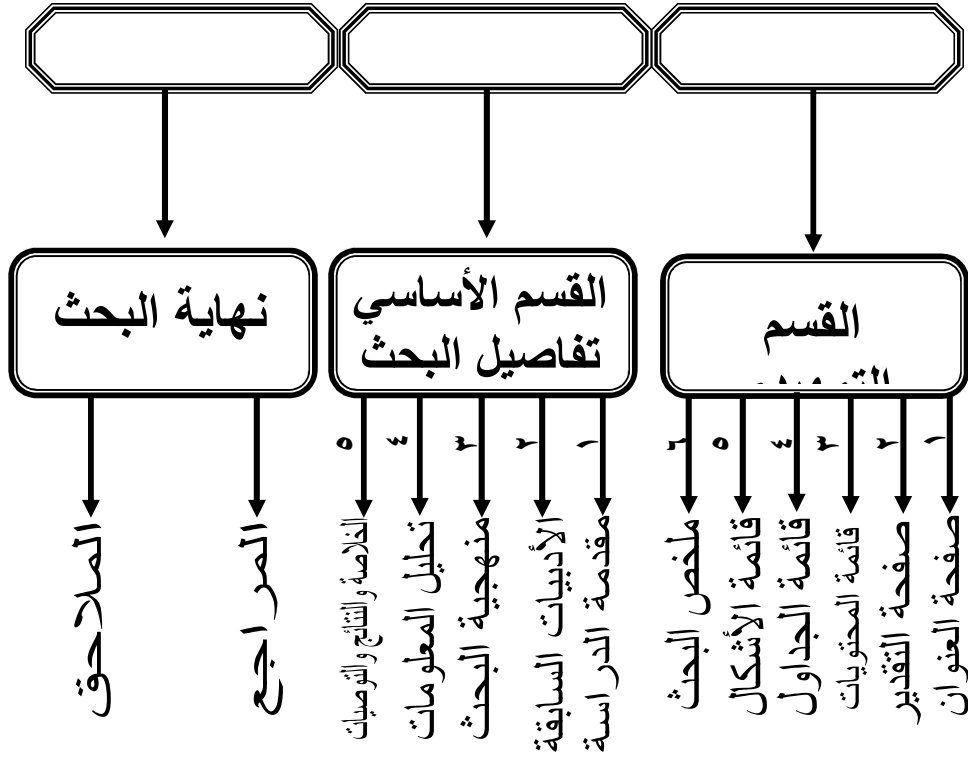 القسم
القسم الأساسي
تفاصيل البحث
نهاية البحث
١
صفحة العنوان
٢
صفحة التقدير
٣
قائمة المحتويات
٤
قائمة الجداول
٥
قائمة الأشكال
٦
ملخص البحث
١
مقدمة الدراسة
٢
الأدبيات السابقة
٣
منهجية البحث
٤
تحليل المعلومات
٥
الخلاصة والنتائج والتوصيات
المراجع
الملاحق